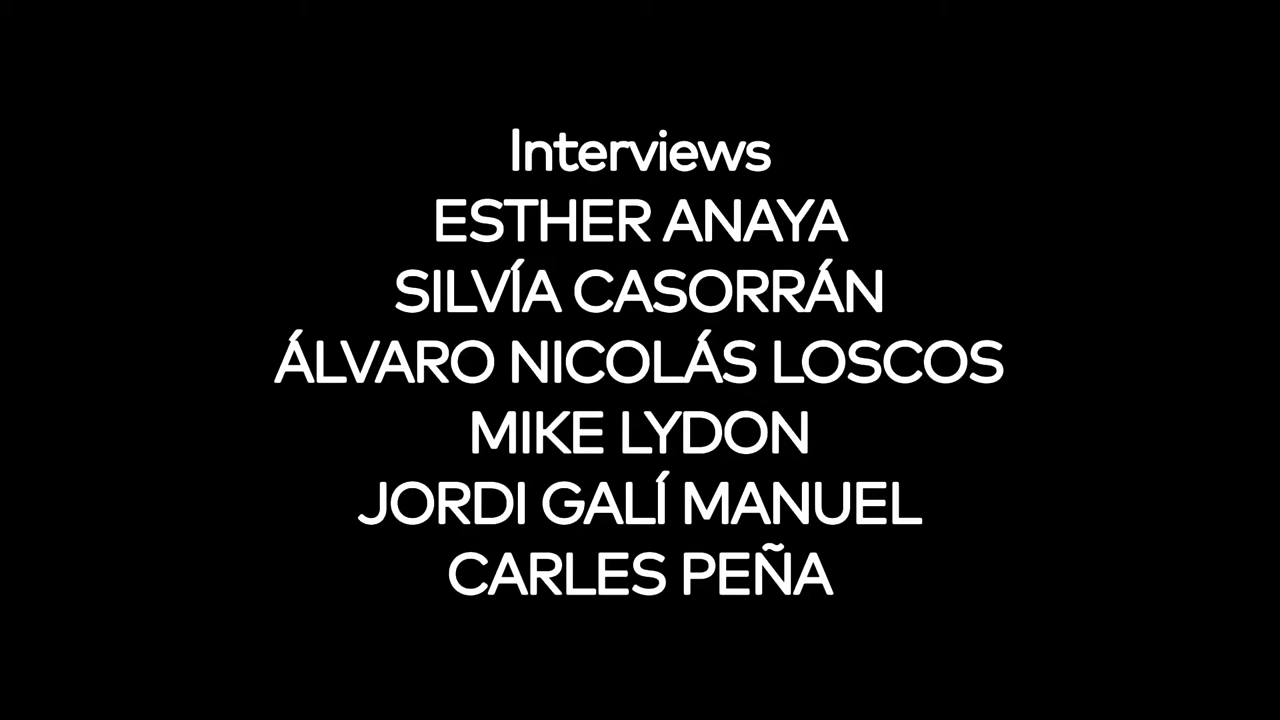 Interviews
ESTHER ANAYA
SILVÍA CASORRÁN
ÁLVARO NICOLÁS LOSCOS
MIKE LYDON
JORDI GALÍ MANUEL
CARLES PEÑA